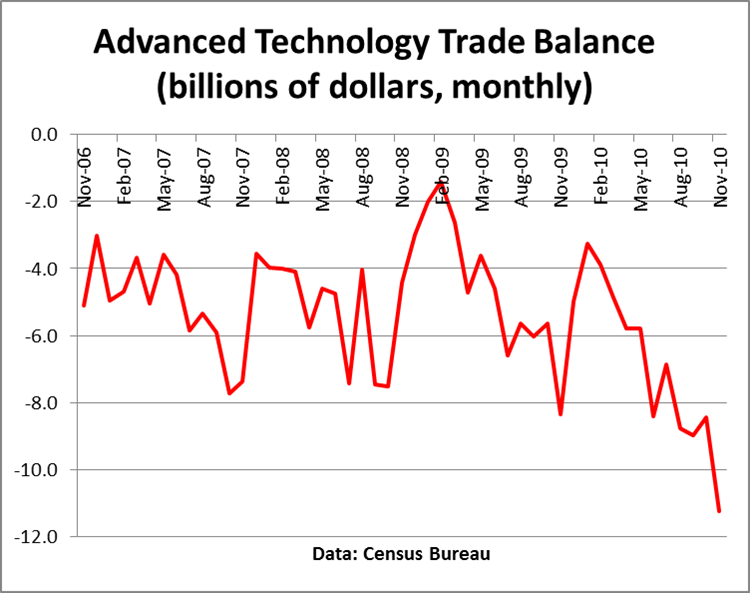 Advanced Technology Trade Balance
(billions of dollars, monthly)
0.0
-2.0
-4.0
-6.0
-8.0
-10.0
-12.0
Nov-06
Feb-07
May-07
Aug-07
Nov-07
Feb-08
May-08
Aug-08
Nov-08
Feb-09
May-09
Aug-09
Nov-09
Feb-10
May-10
Aug-10
Nov-10
Data: Census Bureau